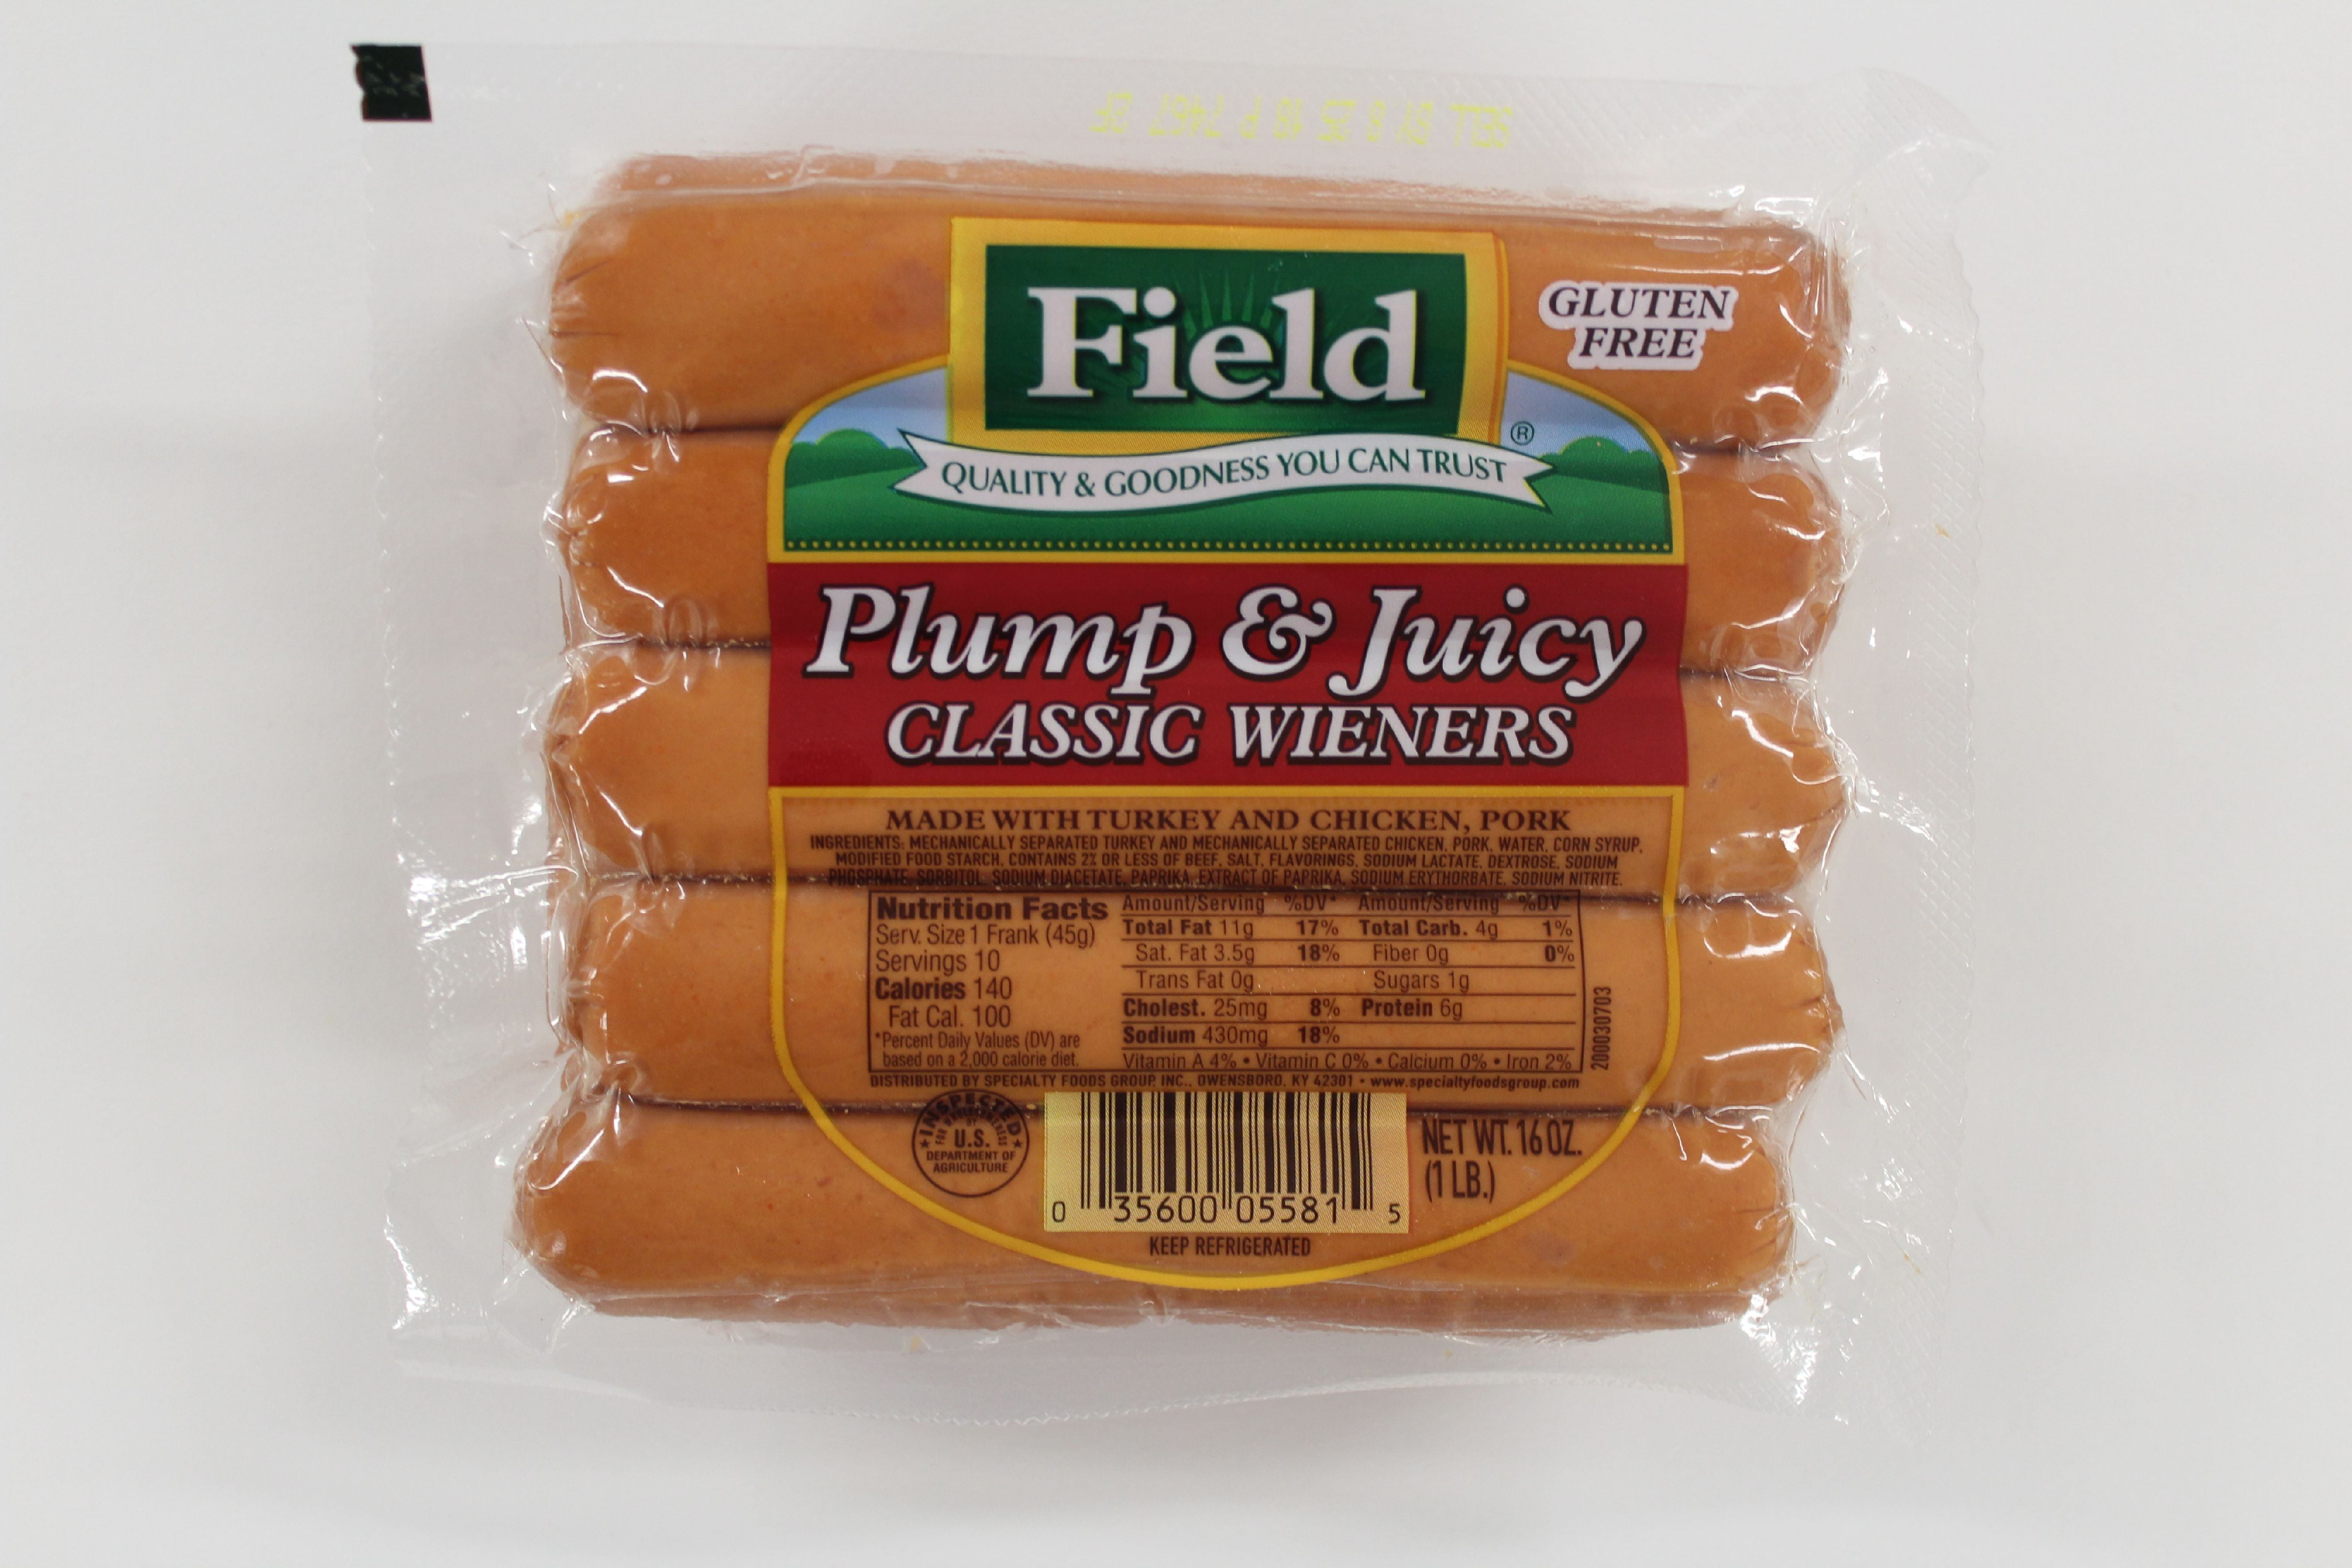 SELL BY 8 25 18 P 7467 2F
Field
GLUTEN
FREE
®
QUALITY & GOODNESS YOU CAN TRUST
Plump & Juicy
CLASSIC WIENERS
MADE WITH TURKEY AND CHICKEN, PORK
INGREDIENTS: MECHANICALLY SEPARATED TURKEY AND MECHANICALLY SEPARATED CHICKEN, PORK, WATER, CORN SYRUP,
MODIFIED FOOD STARCH, CONTAINS 2% OR LESS OF BEEF, SALT, FLAVORINGS, SODIUM LACTATE, DEXTROSE, SODIUM
PHOSPHATE, SORBITOL, SODIUM DIACETATE, PAPRIKA, EXTRACT OF PAPRIKA, SODIUM ERYTHORBATE, SODIUM NITRITE.
Nutrition Facts
Serv. Size 1 Frank (45g)
Servings 10
Calories 140
Fat Cal. 100
*Percent Daily Values (DV) are
based on a 2,000 calorie diet.
Amount/Serving %DV* Amount/Serving %DV*
Total Fat 11g 17% Total Carb. 4g 1%
Sat. Fat 3.5g 18% Fiber 0g 0%
Trans Fat 0g Sugars 1g
Cholest. 25mg 8% Protein 6g
Sodium 430mg 18%
Vitamin A 4% • Vitamin C 0% • Calcium 0% • Iron 2%
200030703
DISTRIBUTED BY SPECIALTY FOODS GROUP, INC., OWENSBORO, KY 42301 • www.specialtyfoodsgroup.com
INSPECTED
U.S.
DEPARTMENT OF
AGRICULTURE
0 35600 05581 5
NET WT. 16 OZ.
(1 LB.)
KEEP REFRIGERATED